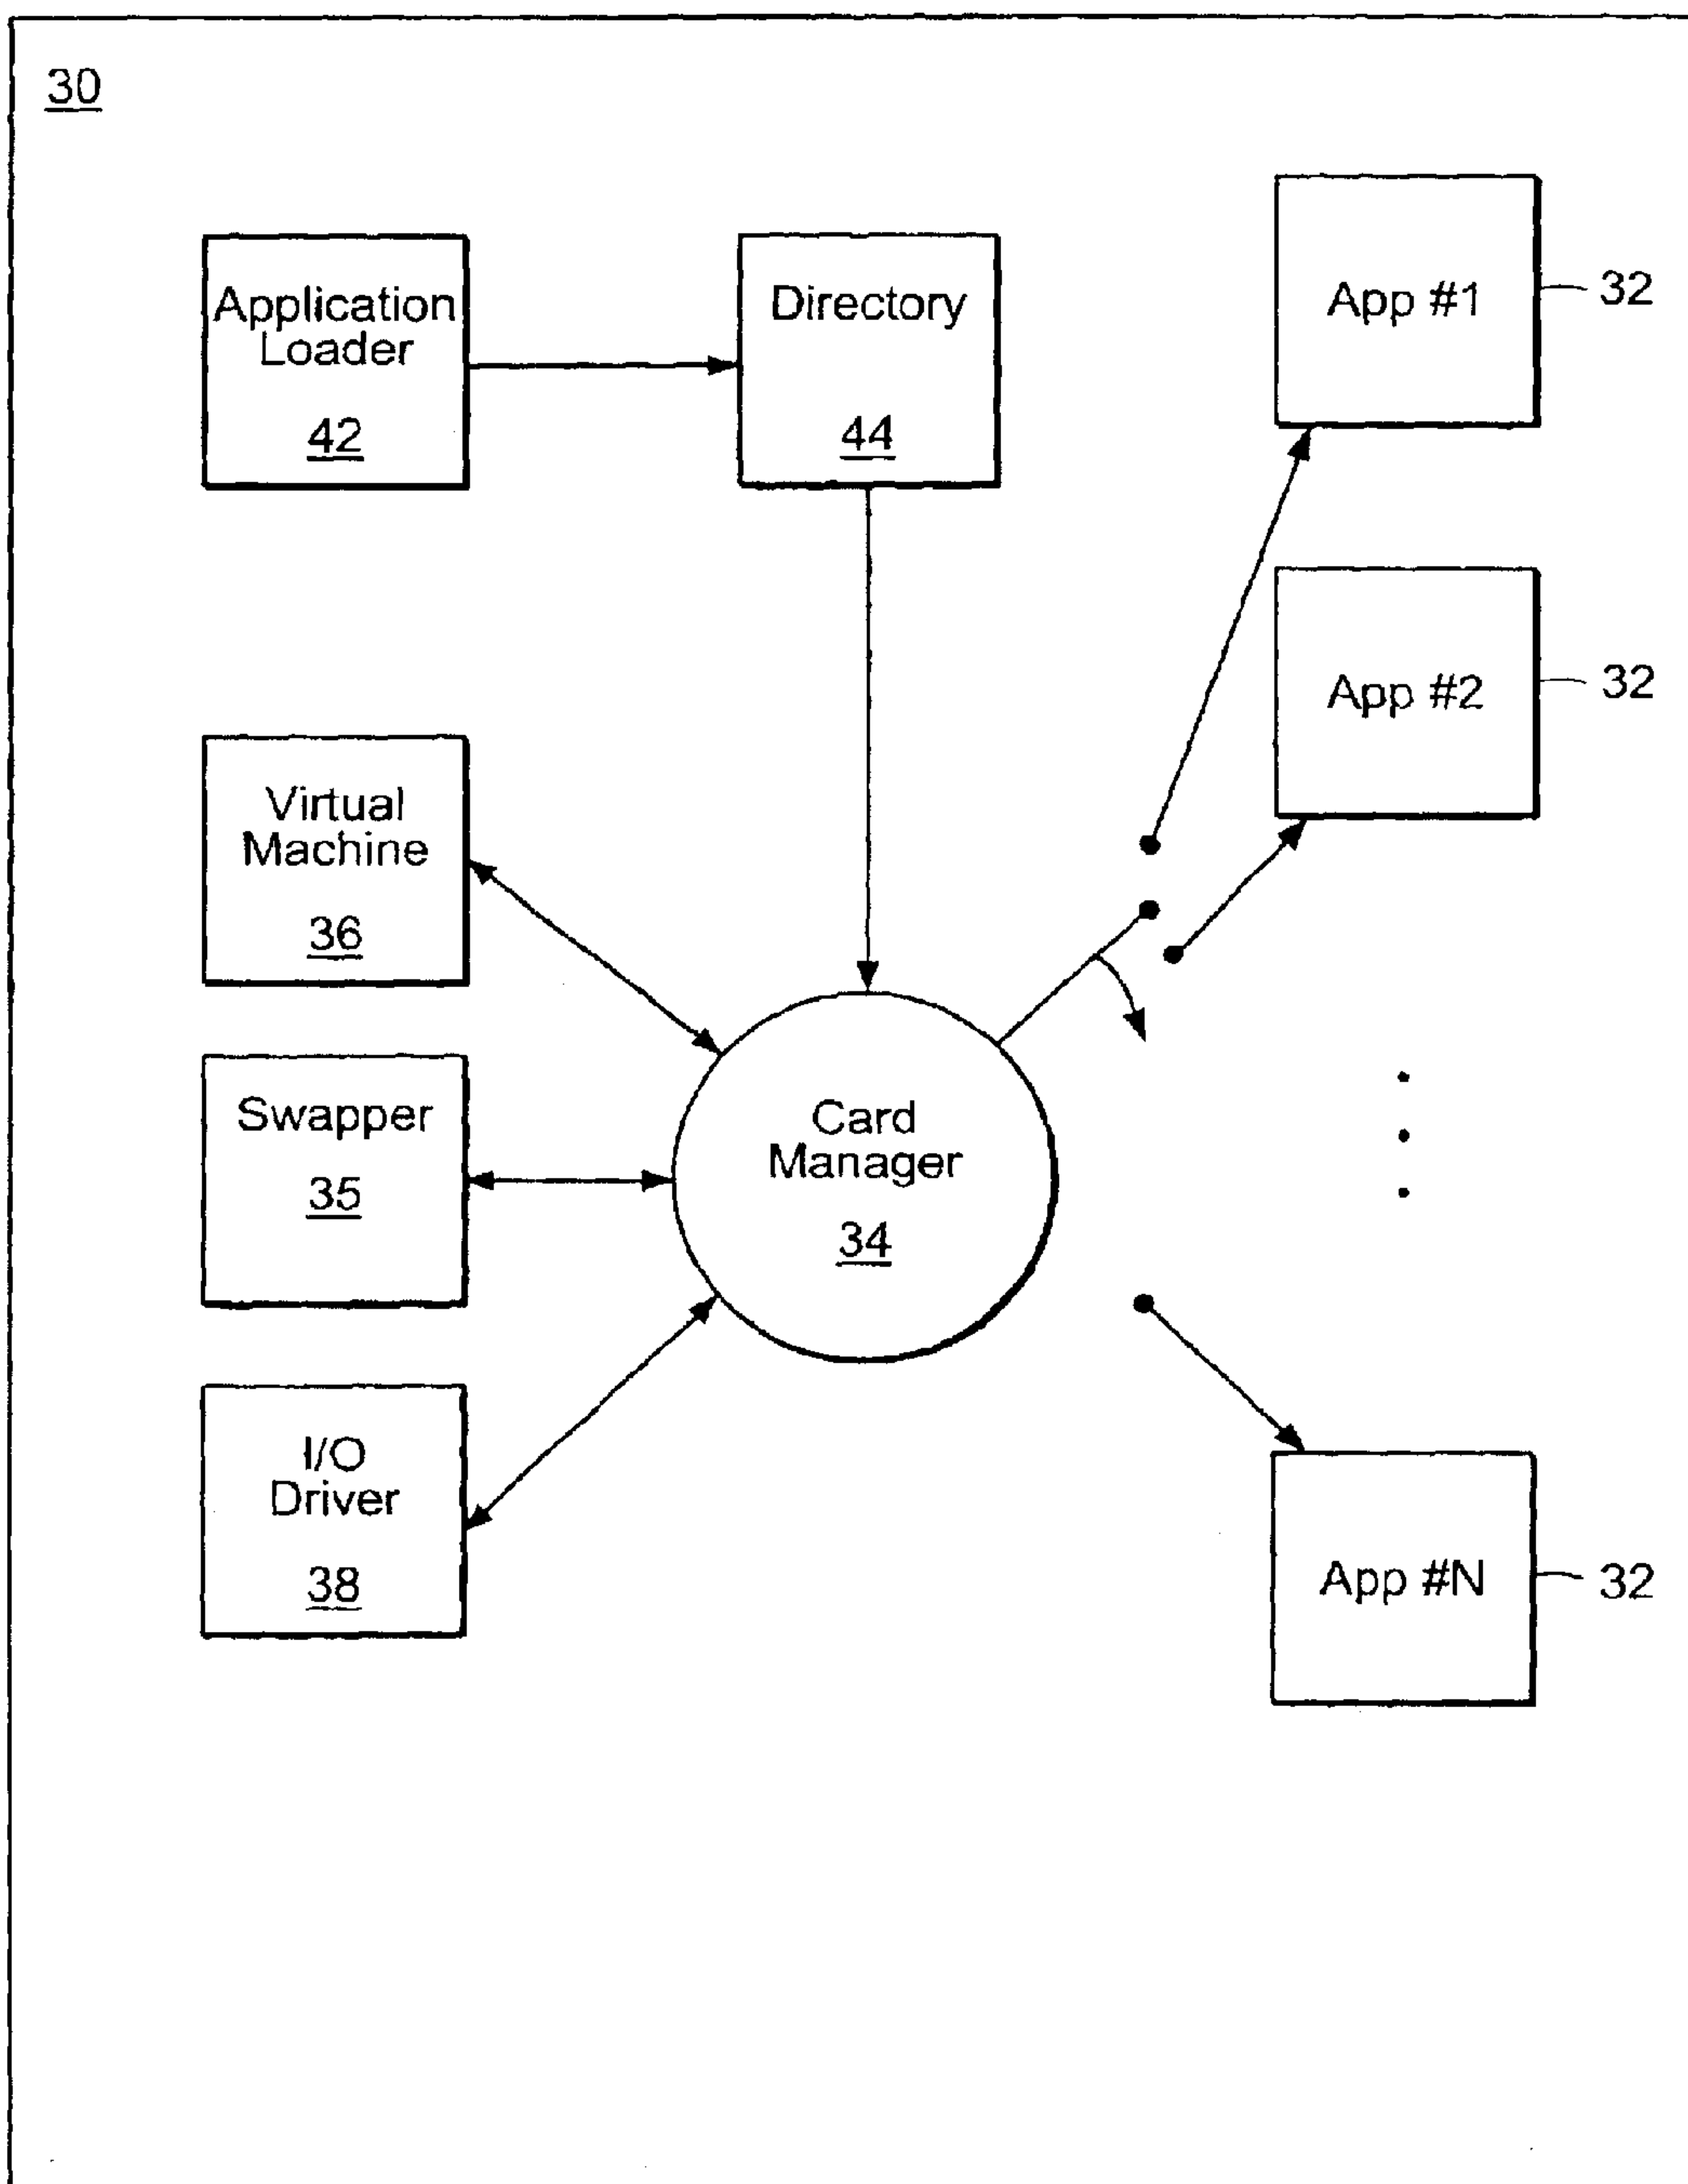 30
Application
Loader
42
Directory
44
App #1
32
App #2
32
Virtual
Machine
36
Swapper
35
Card
Manager
34
I/O
Driver
38
App #N
32